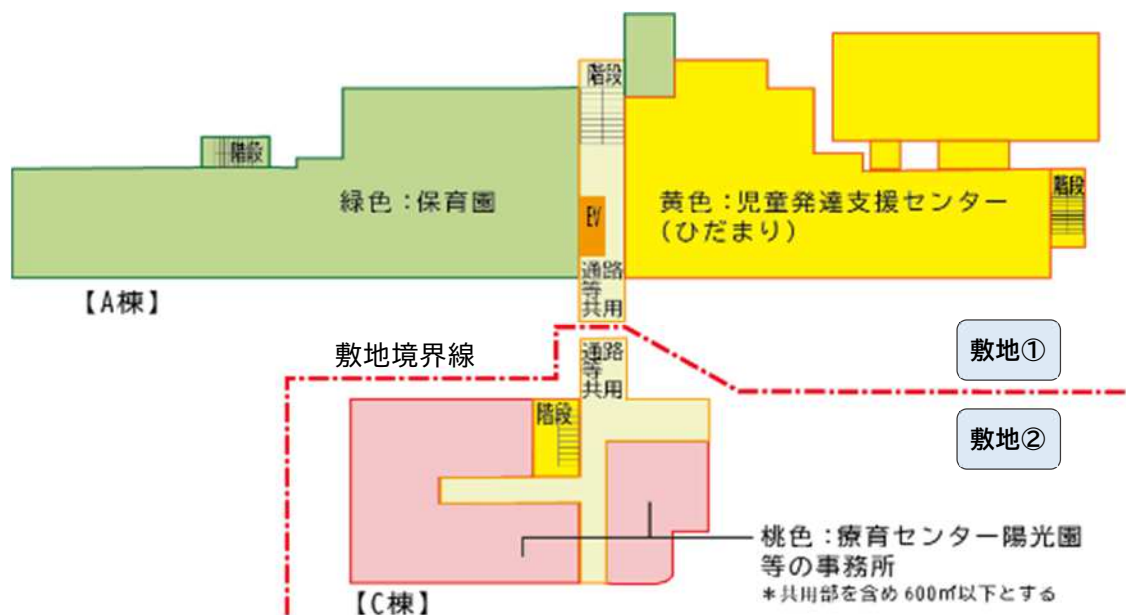 階段
階段
緑色：保育園
黄色：児童発達支援センター
（ひだまり）
階段
EV
通路
等
共用
【A棟】
敷地境界線
通路
等
共用
敷地①
敷地②
階段
桃色：療育センター陽光園
等の事務所
＊共用部を含め600㎡以下とする
【C棟】